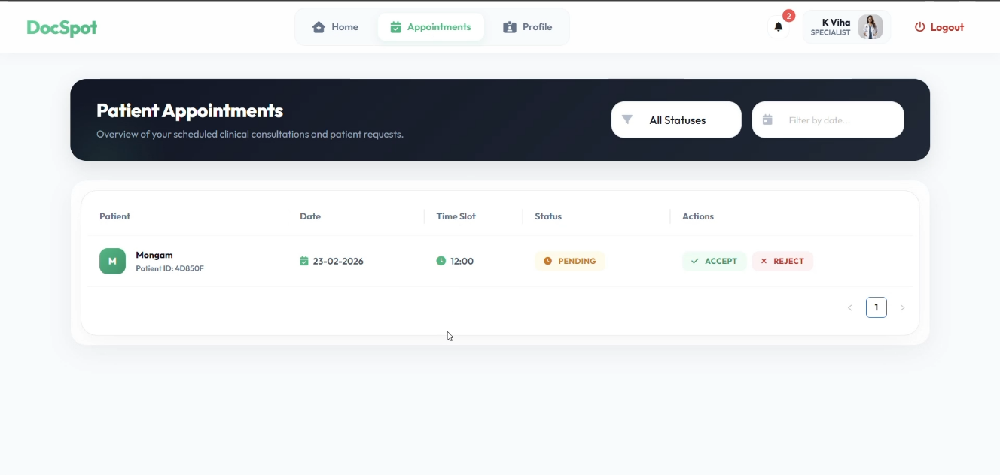 DocSpot
Home
Appointments
Profile
2
K Viha
SPECIALIST
Logout
Patient Appointments
Overview of your scheduled clinical consultations and patient requests.
All Statuses
Filter by date...
Patient
Date
Time Slot
Status
Actions
M
Mongam
Patient ID: 4D850F
23-02-2026
12:00
PENDING
ACCEPT
REJECT
1